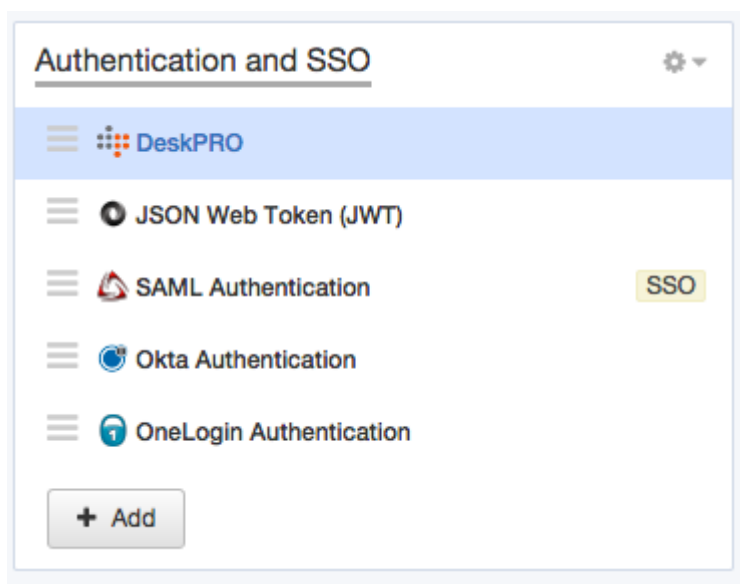 Authentication and SSO
DeskPRO
JSON Web Token (JWT)
SAML Authentication SSO
Okta Authentication
OneLogin Authentication
+ Add